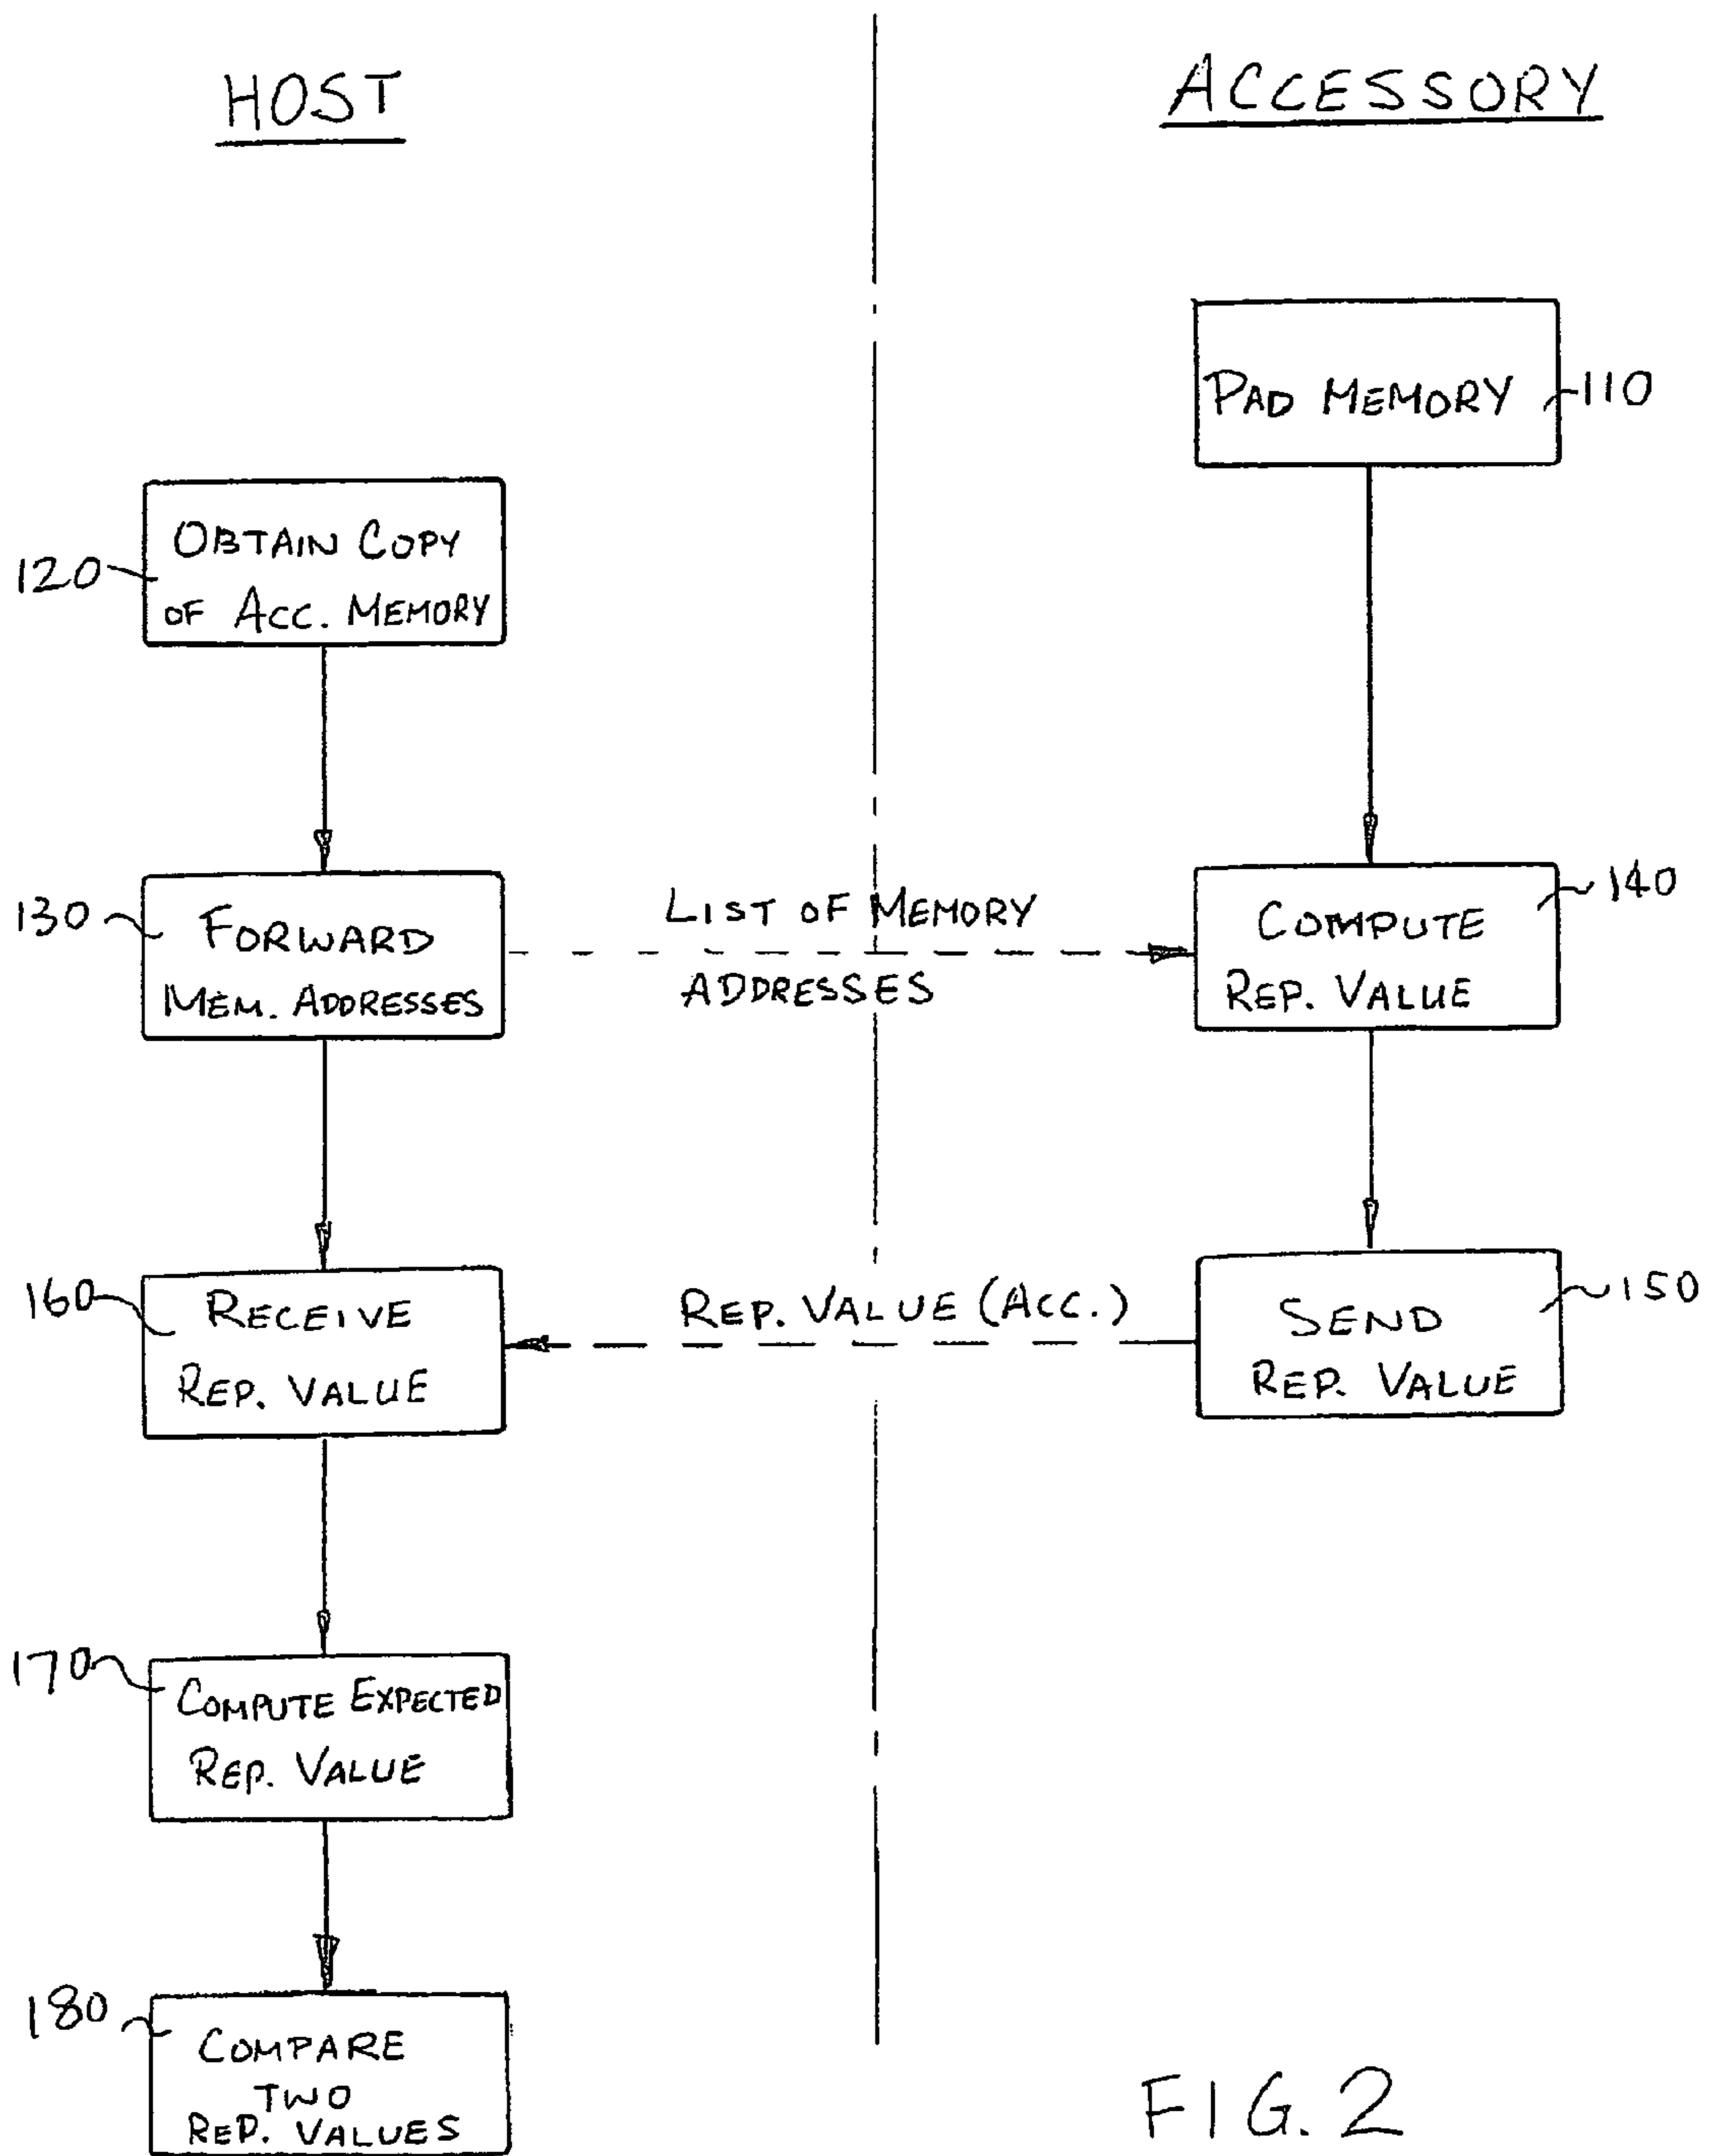 HOST
ACCESSORY
PAD MEMORY
110
OBTAIN COPY
OF ACC. MEMORY
120
130
FORWARD
MEM. ADDRESSES
LIST OF MEMORY
ADDRESSES
COMPUTE
REP. VALUE
140
160
RECEIVE
REP. VALUE
REP. VALUE (ACC.)
SEND
REP. VALUE
150
170
COMPUTE EXPECTED
REP. VALUE
180
COMPARE
TWO
REP. VALUES
FIG. 2